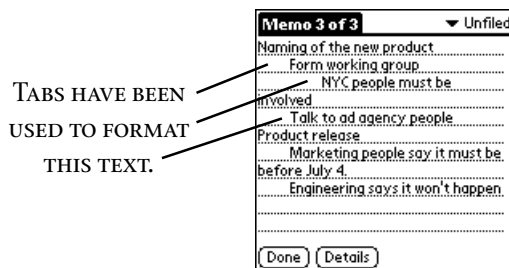 Memo 3 of 3
Unfiled
Naming of the new product
Form working group
NYC people must be
involved
Talk to ad agency people
Product release
Marketing people say it must be
before July 4.
Engineering says it won't happen
Done Details
TABS HAVE BEEN
USED TO FORMAT
THIS TEXT.